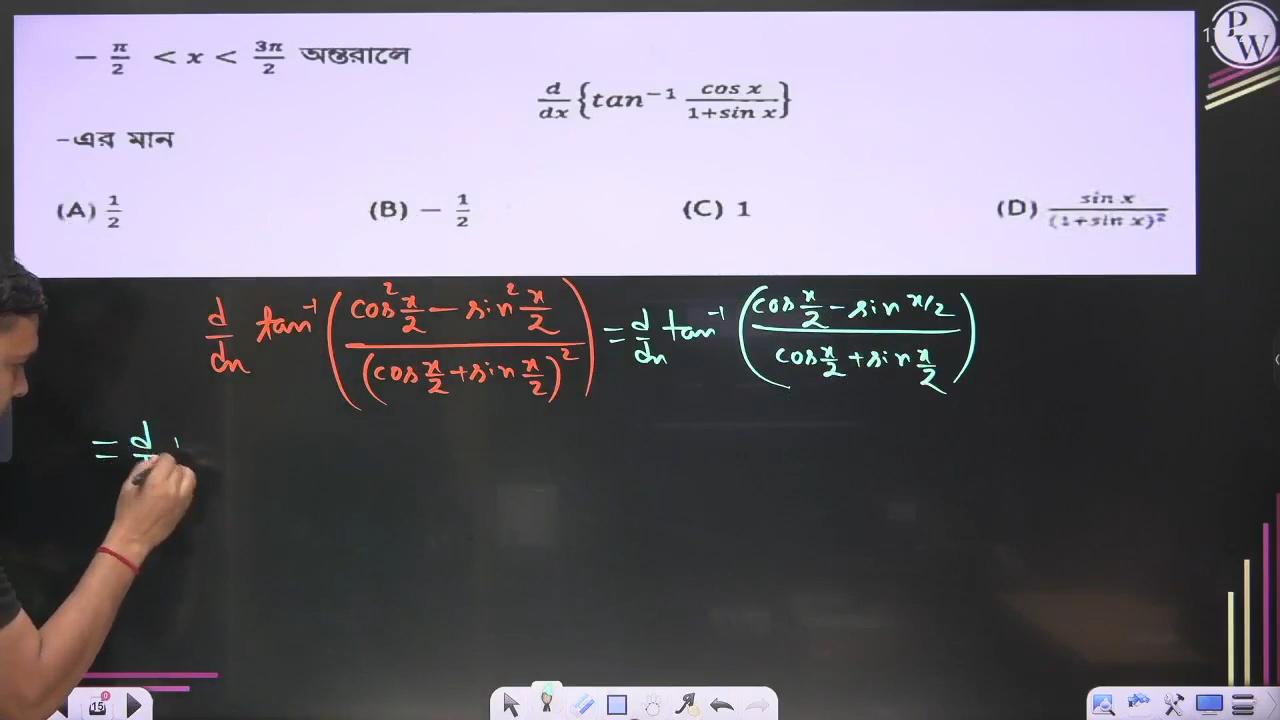 − π/2 < x < 3π/2 অন্তরালে
d/dx {tan⁻¹ cos x/1+sin x}
-এর মান
(A) 1/2 (B) − 1/2 (C) 1 (D) sin x/(1+sin x)²
d/dx tan⁻¹ (cos² x/2 − sin² x/2 / (cos x/2 + sin x/2)²) = d/dx tan⁻¹ (cos x/2 − sin x/2 / cos x/2 + sin x/2)
= d
P
W
15
0